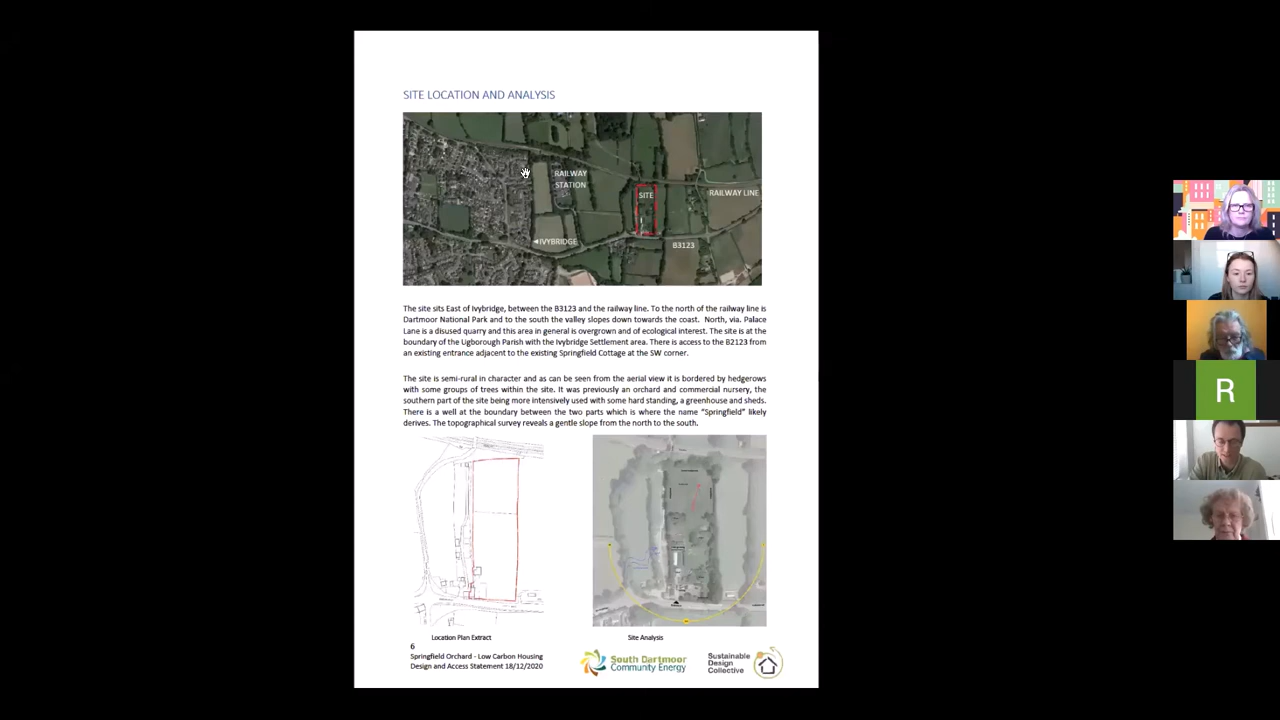 SITE LOCATION AND ANALYSIS
RAILWAY
STATION
SITE
RAILWAY LINE
IVYBRIDGE
B3123
The site sits East of Ivybridge, between the B3123 and the railway line. To the north of the railway line is
Dartmoor National Park and to the south the valley slopes down towards the coast. North, via. Palace
Lane is a disused quarry and this area in general is overgrown and of ecological interest. The site is at the
boundary of the Ugborough Parish with the Ivybridge Settlement area. There is access to the B2123 from
an existing entrance adjacent to the existing Springfield Cottage at the SW corner.
The site is semi-rural in character and as can be seen from the aerial view it is bordered by hedgerows
with some groups of trees within the site. It was previously an orchard and commercial nursery, the
southern part of the site being more intensively used with some hard standing, a greenhouse and sheds.
There is a well at the boundary between the two parts which is where the name “Springfield” likely
derives. The topographical survey reveals a gentle slope from the north to the south.
Location Plan Extract
Site Analysis
6
Springfield Orchard - Low Carbon Housing
Design and Access Statement 18/12/2020
South Dartmoor
Community Energy
Sustainable
Design
Collective
R